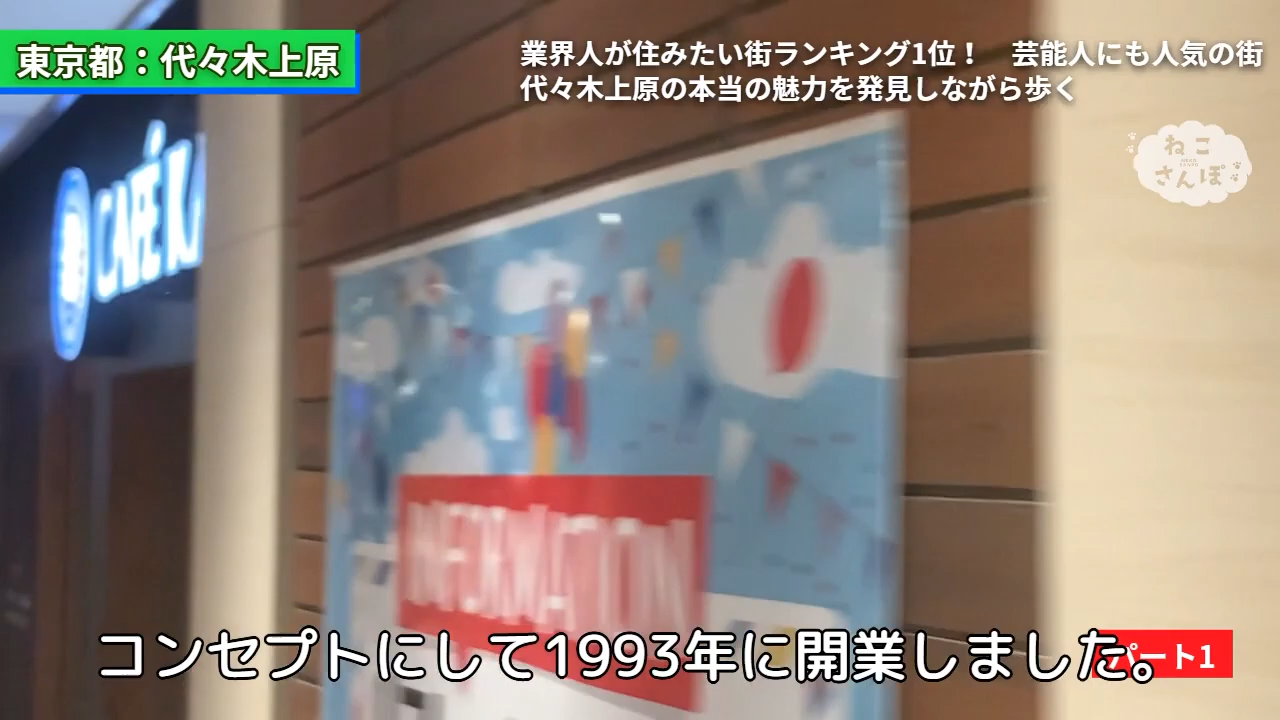 東京都：代々木上原
業界人が住みたい街ランキング1位！　芸能人にも人気の街
代々木上原の本当の魅力を発見しながら歩く
ねこ
さんぽ
CAFÉ KA
INFORMATION
コンセプトにして1993年に開業しました。
パート1